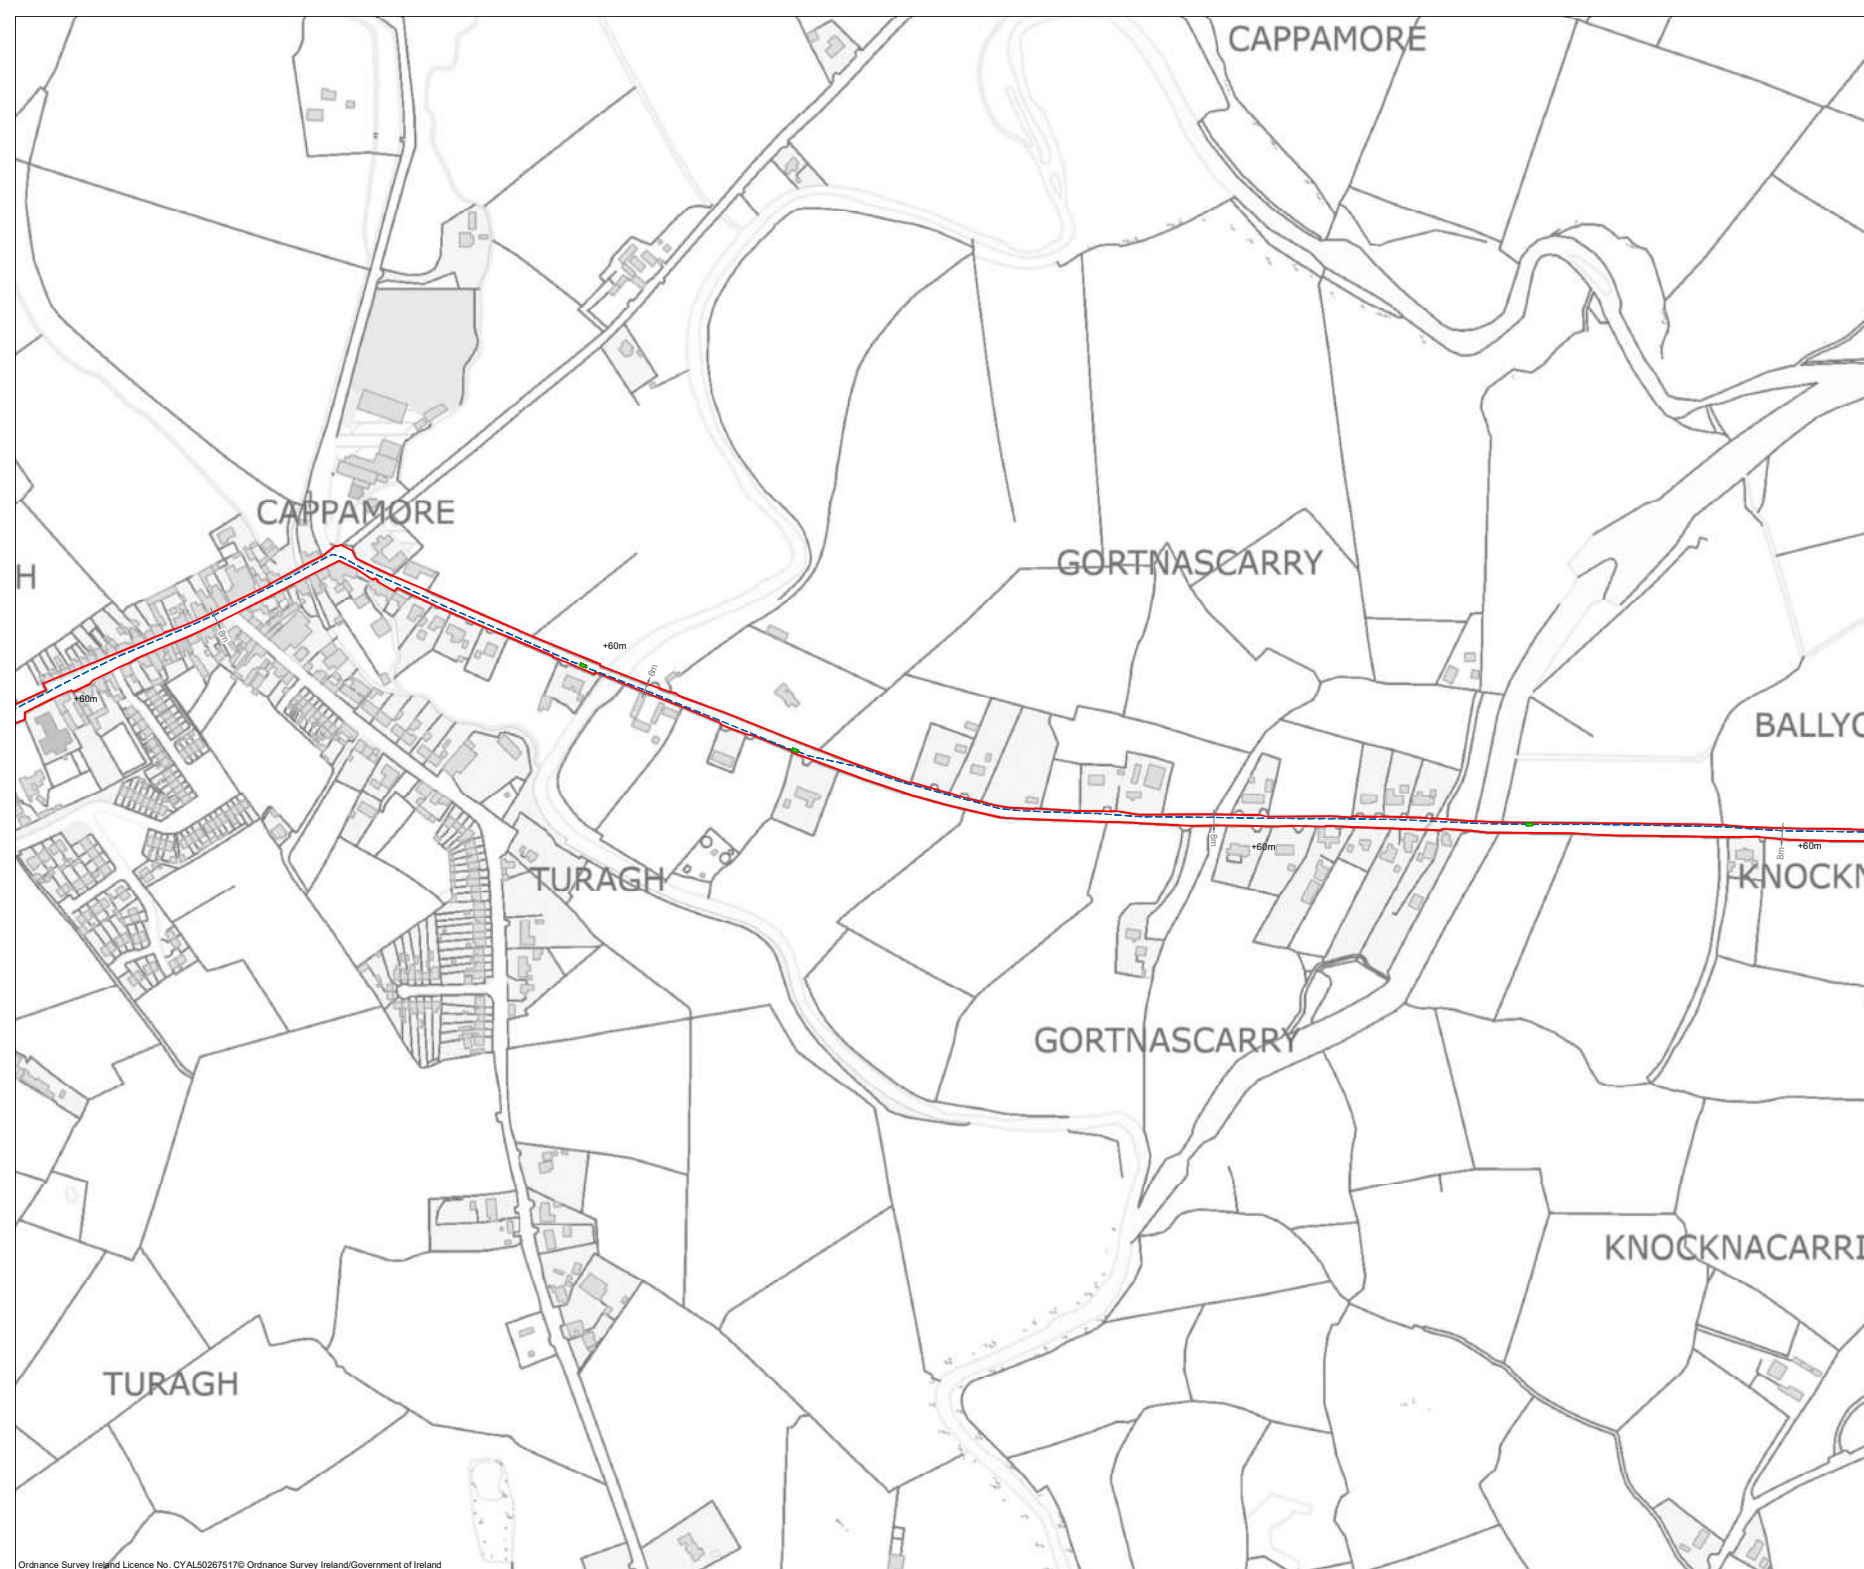 CAPPAMORE
CAPPAMORE
GORTNASCARRY
H
8m
+60m
6m
+60m
BALLYC
8m
+60m
8m
+60m
TURAGH
KNOCKN
GORTNASCARRY
KNOCKNACARRI
TURAGH
Ordnance Survey Ireland Licence No. CYAL50267517© Ordnance Survey Ireland/Government of Ireland